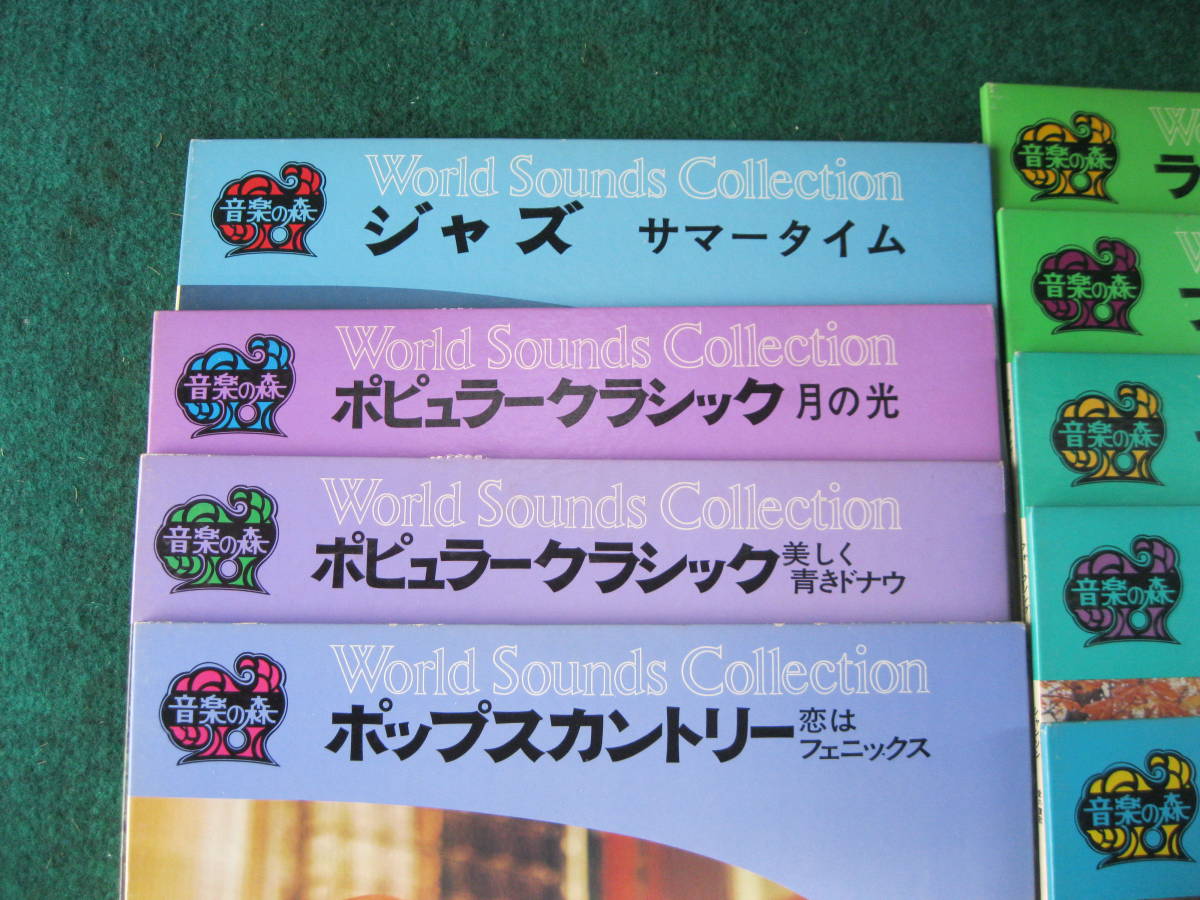 音楽の森
World Sounds Collection
ジャズ サマータイム
音楽の森
World Sounds Collection
ポピュラークラシック 月の光
音楽の森
World Sounds Collection
ポピュラークラシック 美しく
青きドナウ
音楽の森
World Sounds Collection
ポップスカントリー 恋は
フェニックス
音楽の森
W
ラ
音楽の森
W
音楽の森
音楽の森
音楽の森